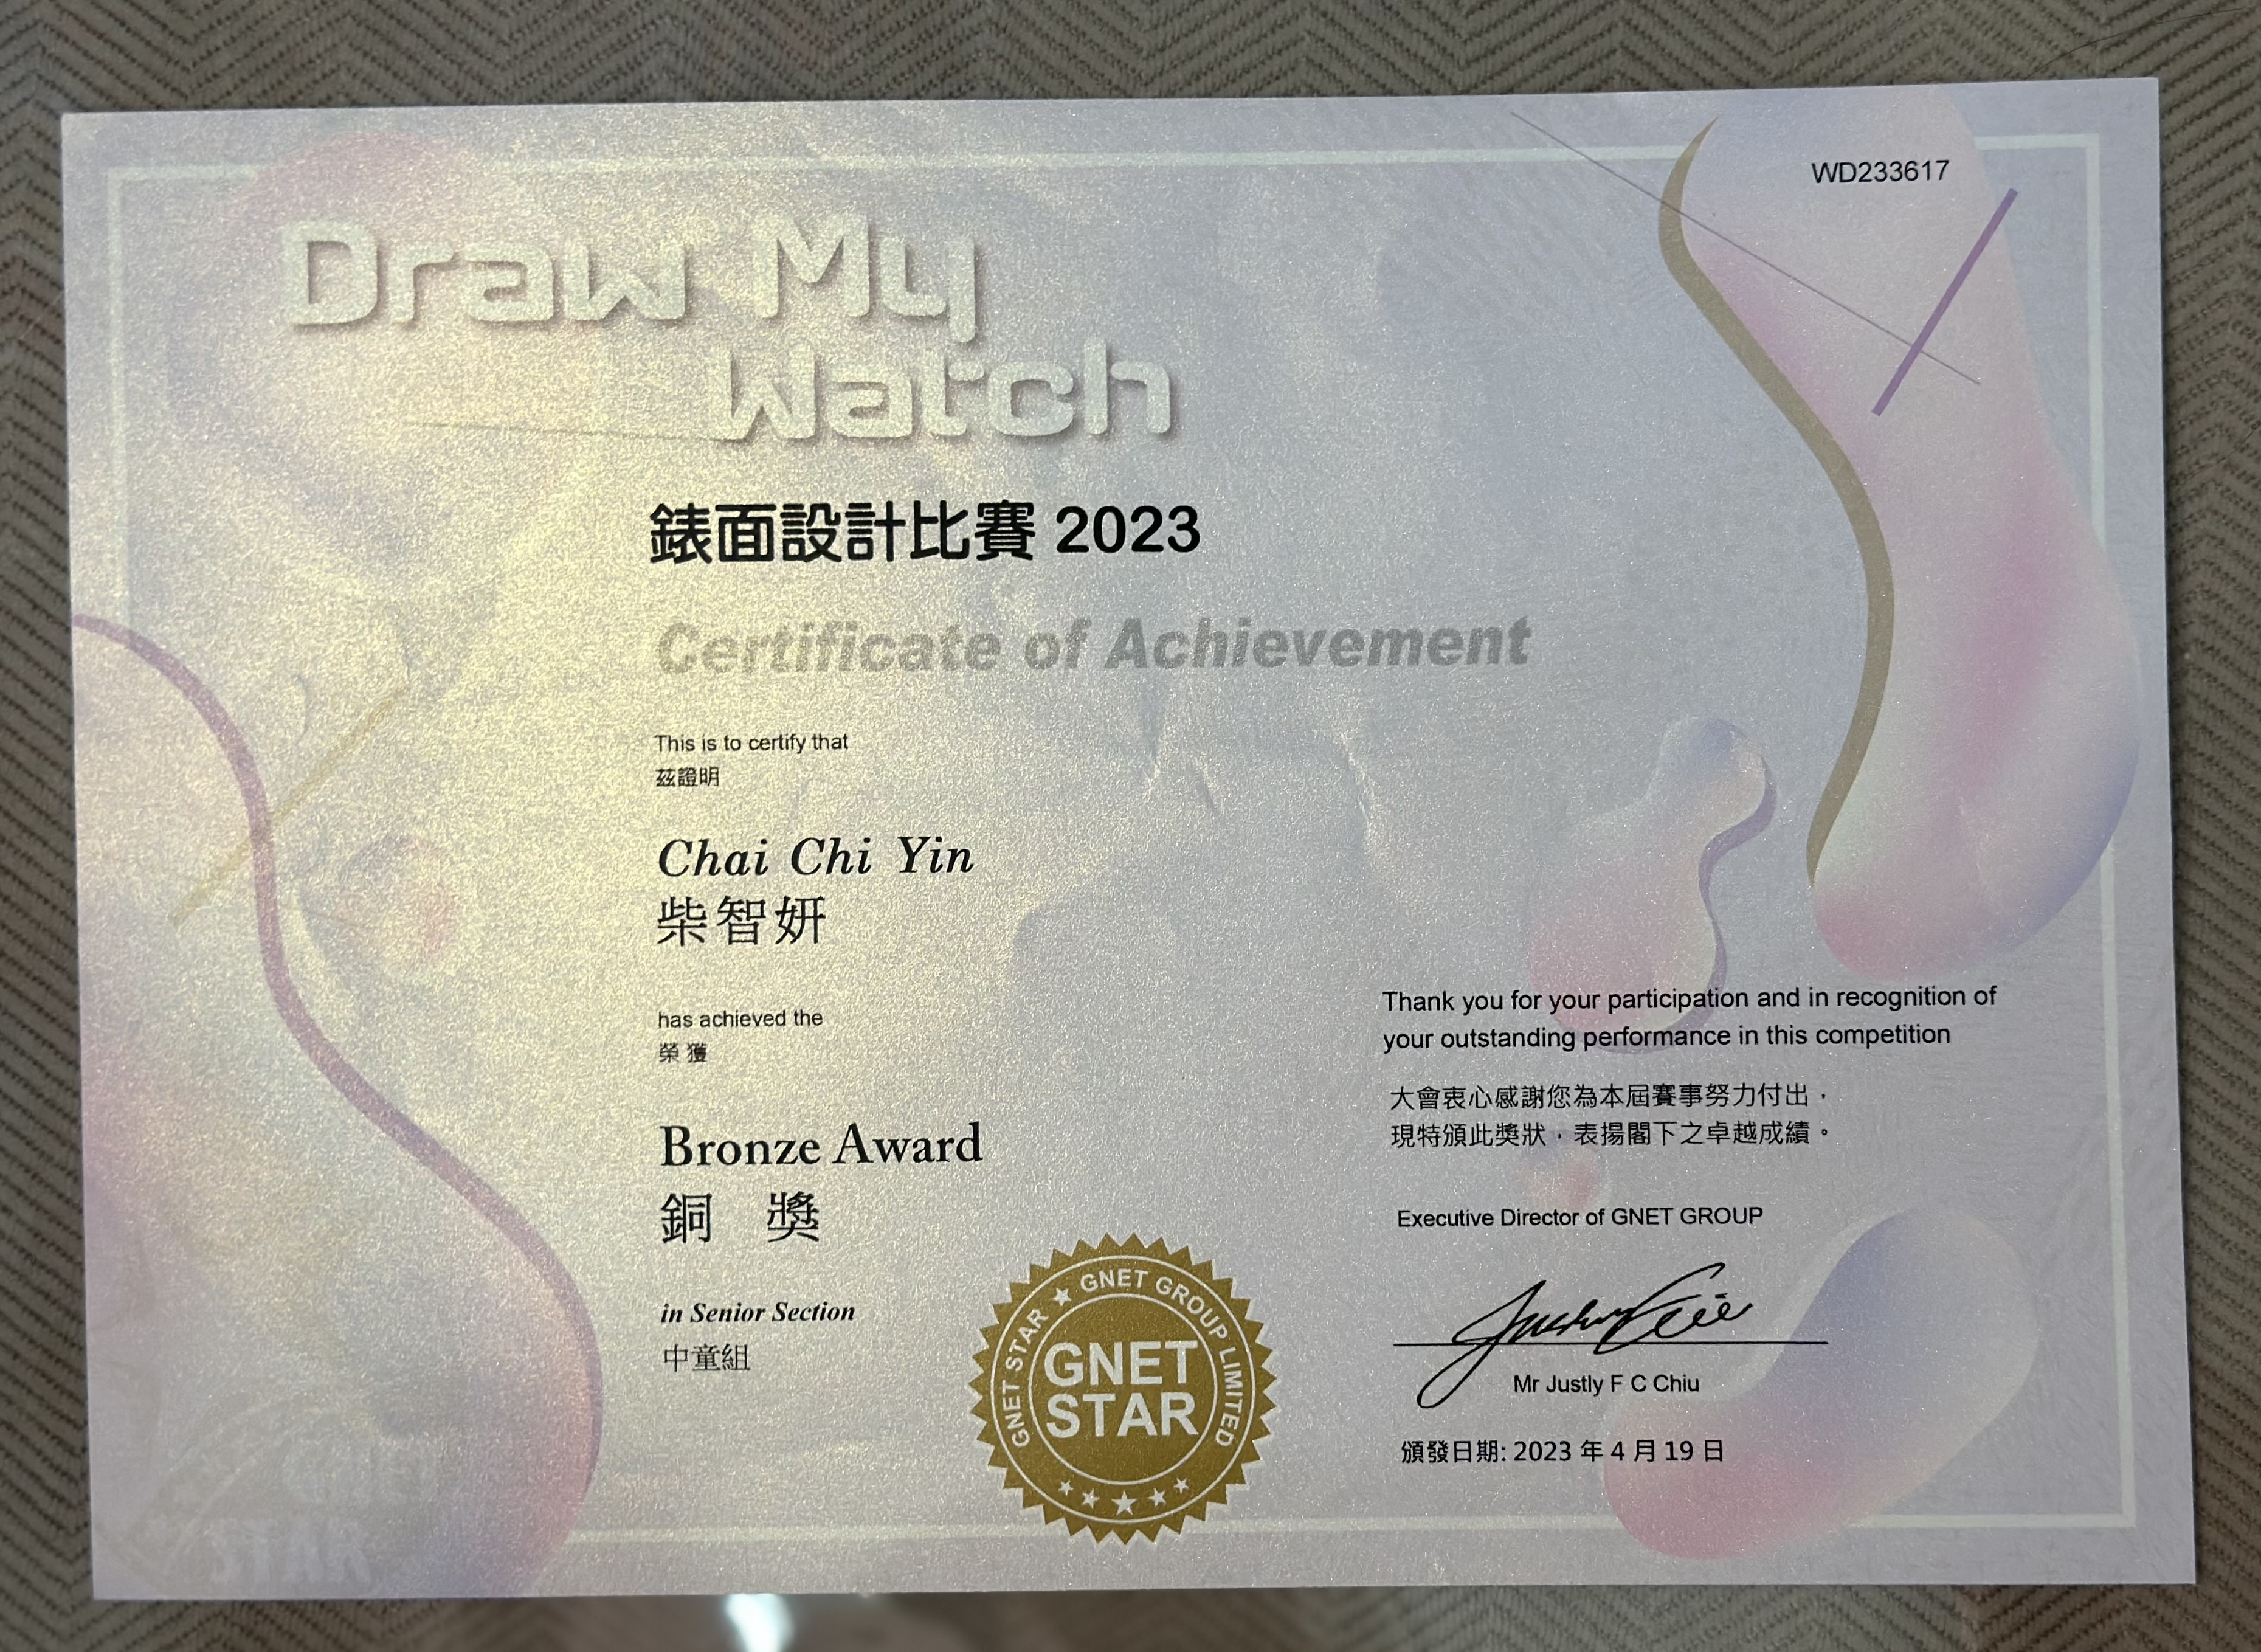 WD233617
Draw My
Watch
錶面設計比賽 2023
Certificate of Achievement
This is to certify that
茲證明
Chai Chi Yin
柴智妍
has achieved the
榮獲
Bronze Award
銅 獎
in Senior Section
中童組
GNET STAR ★ GNET GROUP LIMITED
GNET
STAR
Thank you for your participation and in recognition of
your outstanding performance in this competition
大會衷心感謝您為本屆賽事努力付出，
現特頒此獎狀，表揚閣下之卓越成績。
Executive Director of GNET GROUP
Mr Justly F C Chiu
頒發日期: 2023 年 4 月 19 日